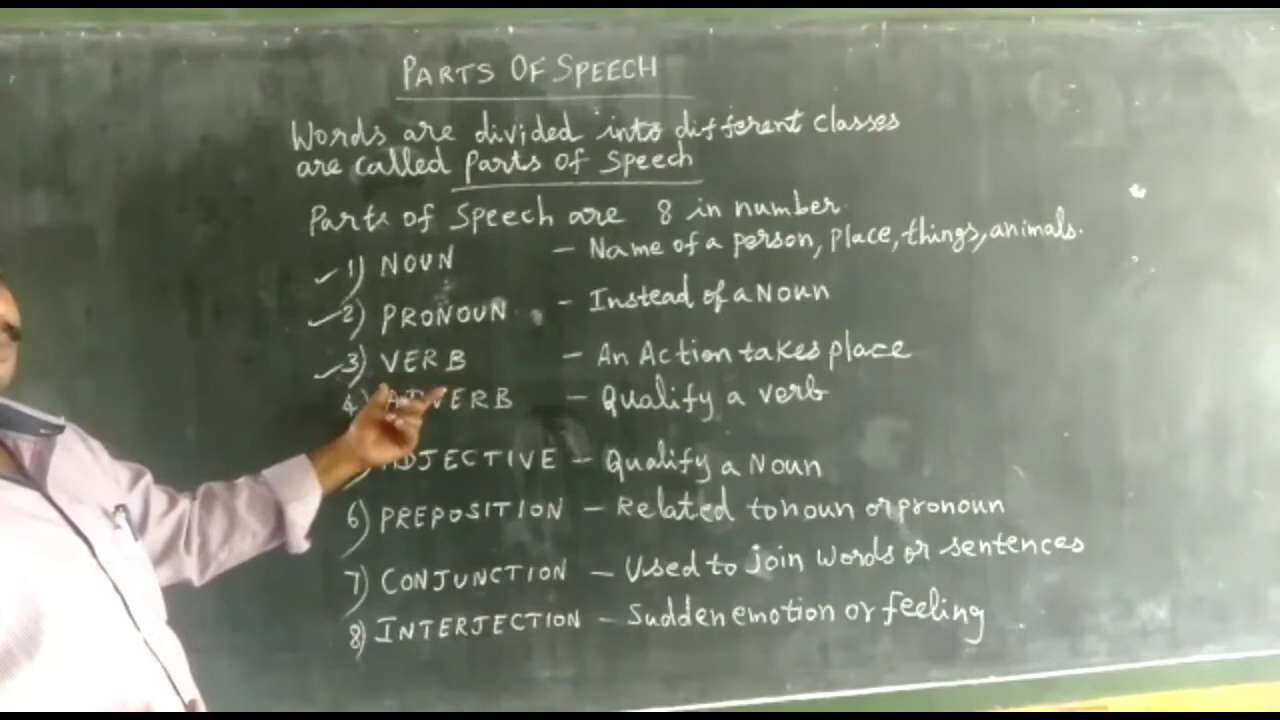 PARTS OF SPEECH
Words are divided into different classes
are called Parts of Speech
Parts of Speech are 8 in number.
1) NOUN – Name of a person, place, things, animals.
2) PRONOUN – Instead of a Noun
3) VERB – An Action takes place
4) ADVERB – Qualify a verb
ADJECTIVE – Qualify a Noun
6) PREPOSITION – Related to noun or pronoun
7) CONJUNCTION – Used to join words or sentences
8) INTERJECTION – Sudden emotion or feeling